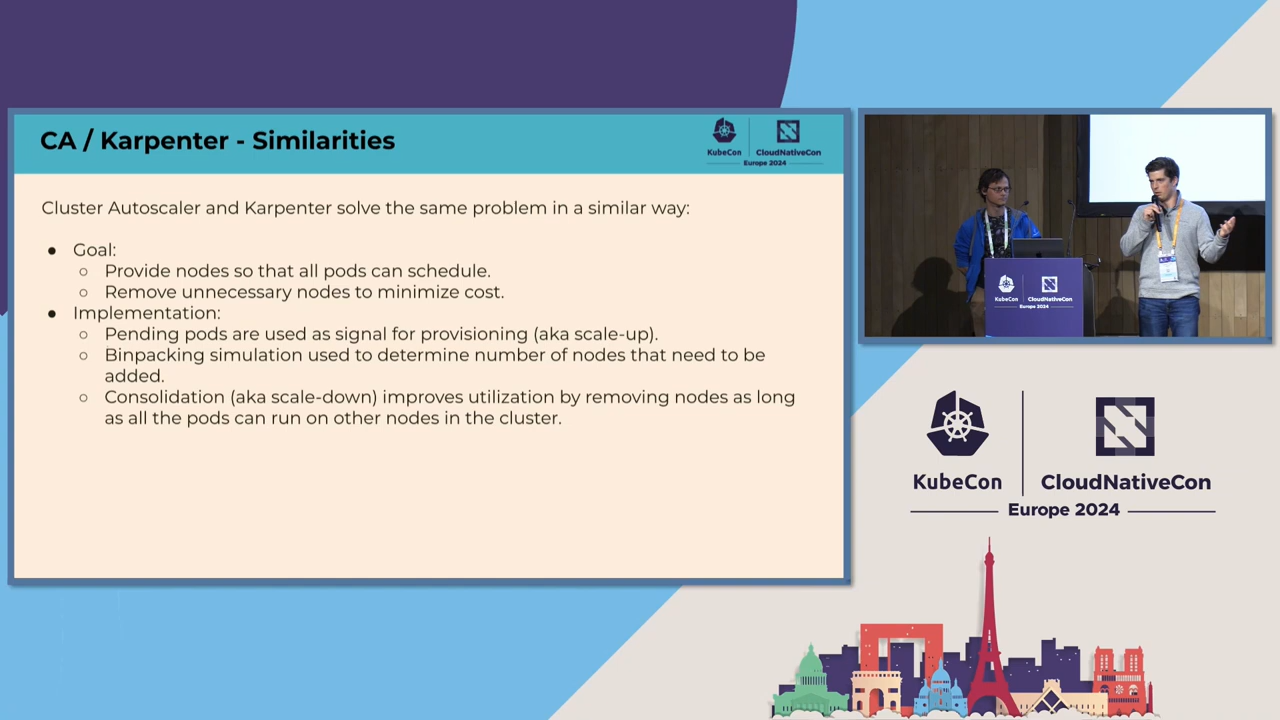 CA / Karpenter - Similarities
KubeCon
CloudNativeCon
Europe 2024
Cluster Autoscaler and Karpenter solve the same problem in a similar way:
● Goal:
○ Provide nodes so that all pods can schedule.
○ Remove unnecessary nodes to minimize cost.
● Implementation:
○ Pending pods are used as signal for provisioning (aka scale-up).
○ Binpacking simulation used to determine number of nodes that need to be
added.
○ Consolidation (aka scale-down) improves utilization by removing nodes as long
as all the pods can run on other nodes in the cluster.
KubeCon
CloudNativeCon
Europe 2024
KubeCon
CloudNativeCon
Europe 2024